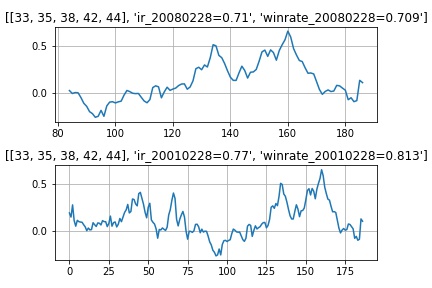 [[33, 35, 38, 42, 44], 'ir_20080228=0.71', 'winrate_20080228=0.709']
0.5
0.0
80 100 120 140 160 180
[[33, 35, 38, 42, 44], 'ir_20010228=0.77', 'winrate_20010228=0.813']
0.5
0.0
0 25 50 75 100 125 150 175